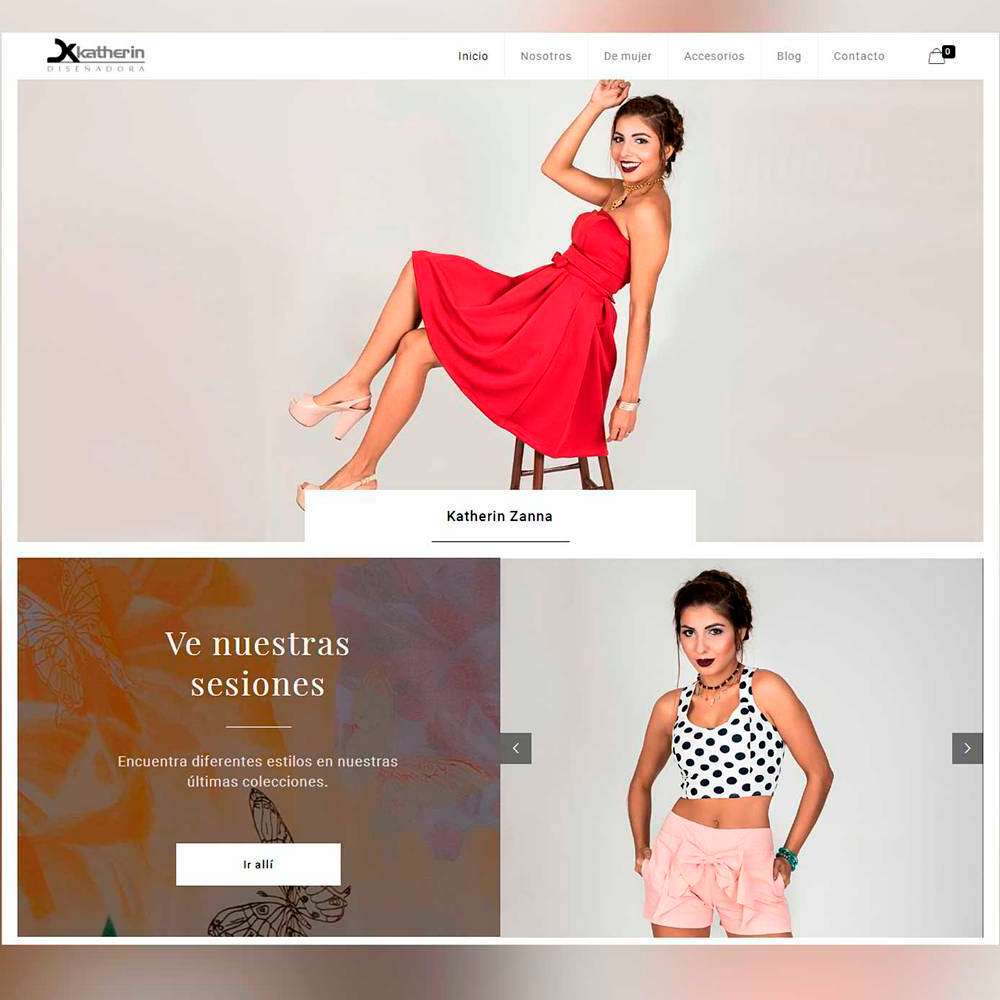 Kkatherin
DISEÑADORA
Inicio
Nosotros
De mujer
Accesorios
Blog
Contacto
0
Katherin Zanna
Ve nuestras
sesiones
Encuentra diferentes estilos en nuestras
últimas colecciones.
Ir allí